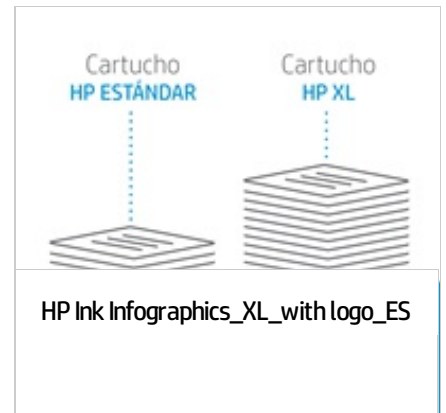 Cartucho
HP ESTÁNDAR
Cartucho
HP XL
HP Ink Infographics_XL_with logo_ES